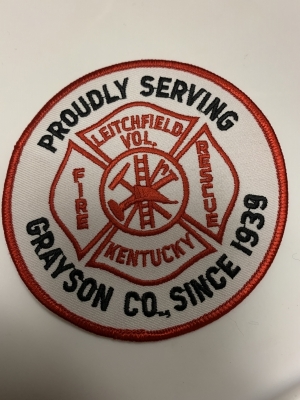 PROUDLY SERVING
LEITCHFIELD
VOL.
FIRE
RESCUE
KENTUCKY
GRAYSON CO., SINCE 1939